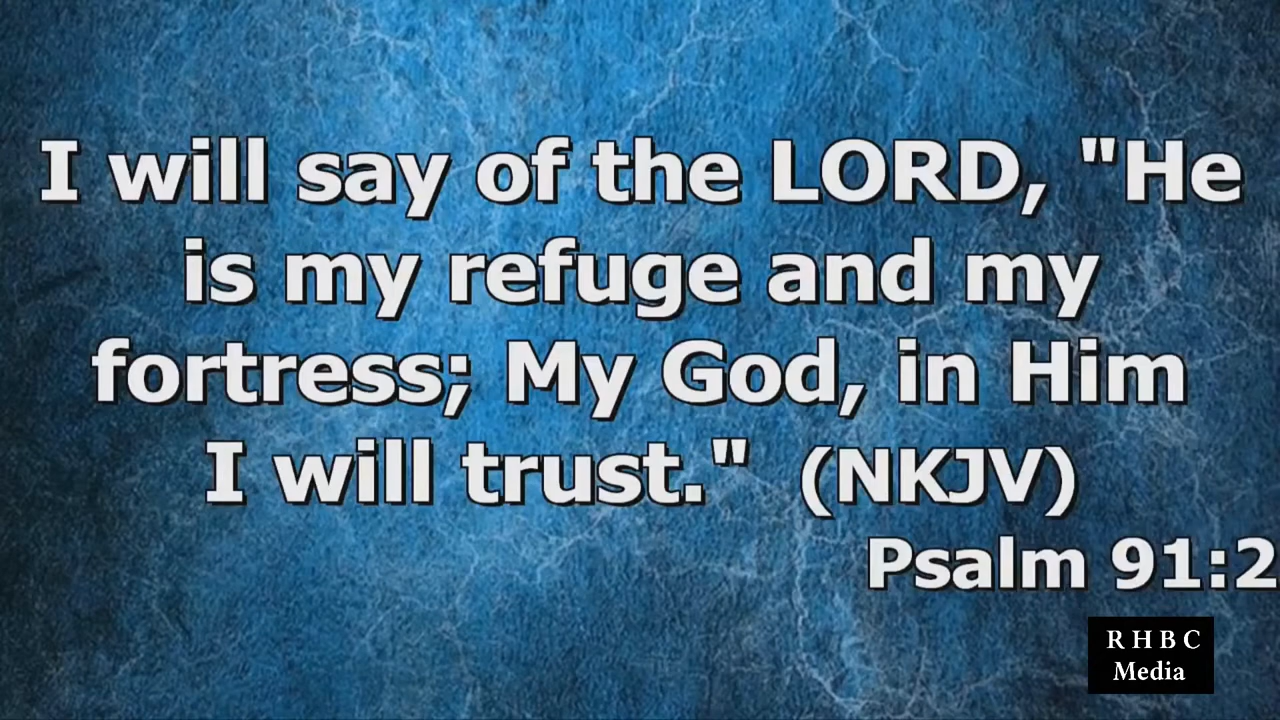 I will say of the LORD, "He
is my refuge and my
fortress; My God, in Him
I will trust." (NKJV)
Psalm 91:2
R H B C
Media